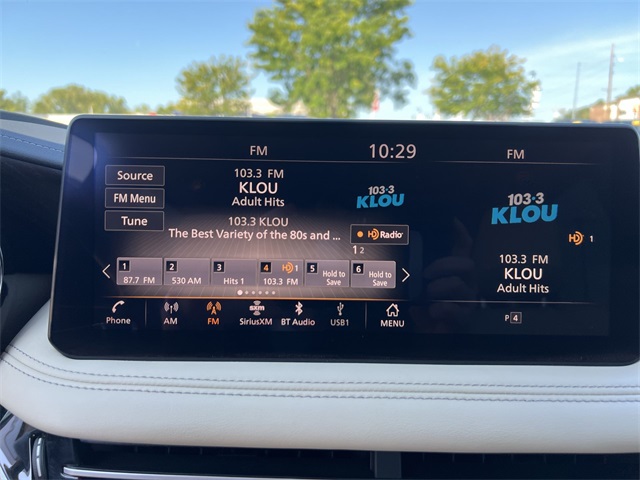 FM 10:29 FM
Source
FM Menu
Tune
103.3 FM
KLOU
Adult Hits
103.3 KLOU
The Best Variety of the 80s and ...
103·3
KLOU
HD Radio
1 2
1 87.7 FM
2 530 AM
3 Hits 1
4 HD 1 103.3 FM
5 Hold to Save
6 Hold to Save
Phone
AM
FM
sxm
SiriusXM
BT Audio
USB1
MENU
103·3
KLOU
HD 1
103.3 FM
KLOU
Adult Hits
P 4